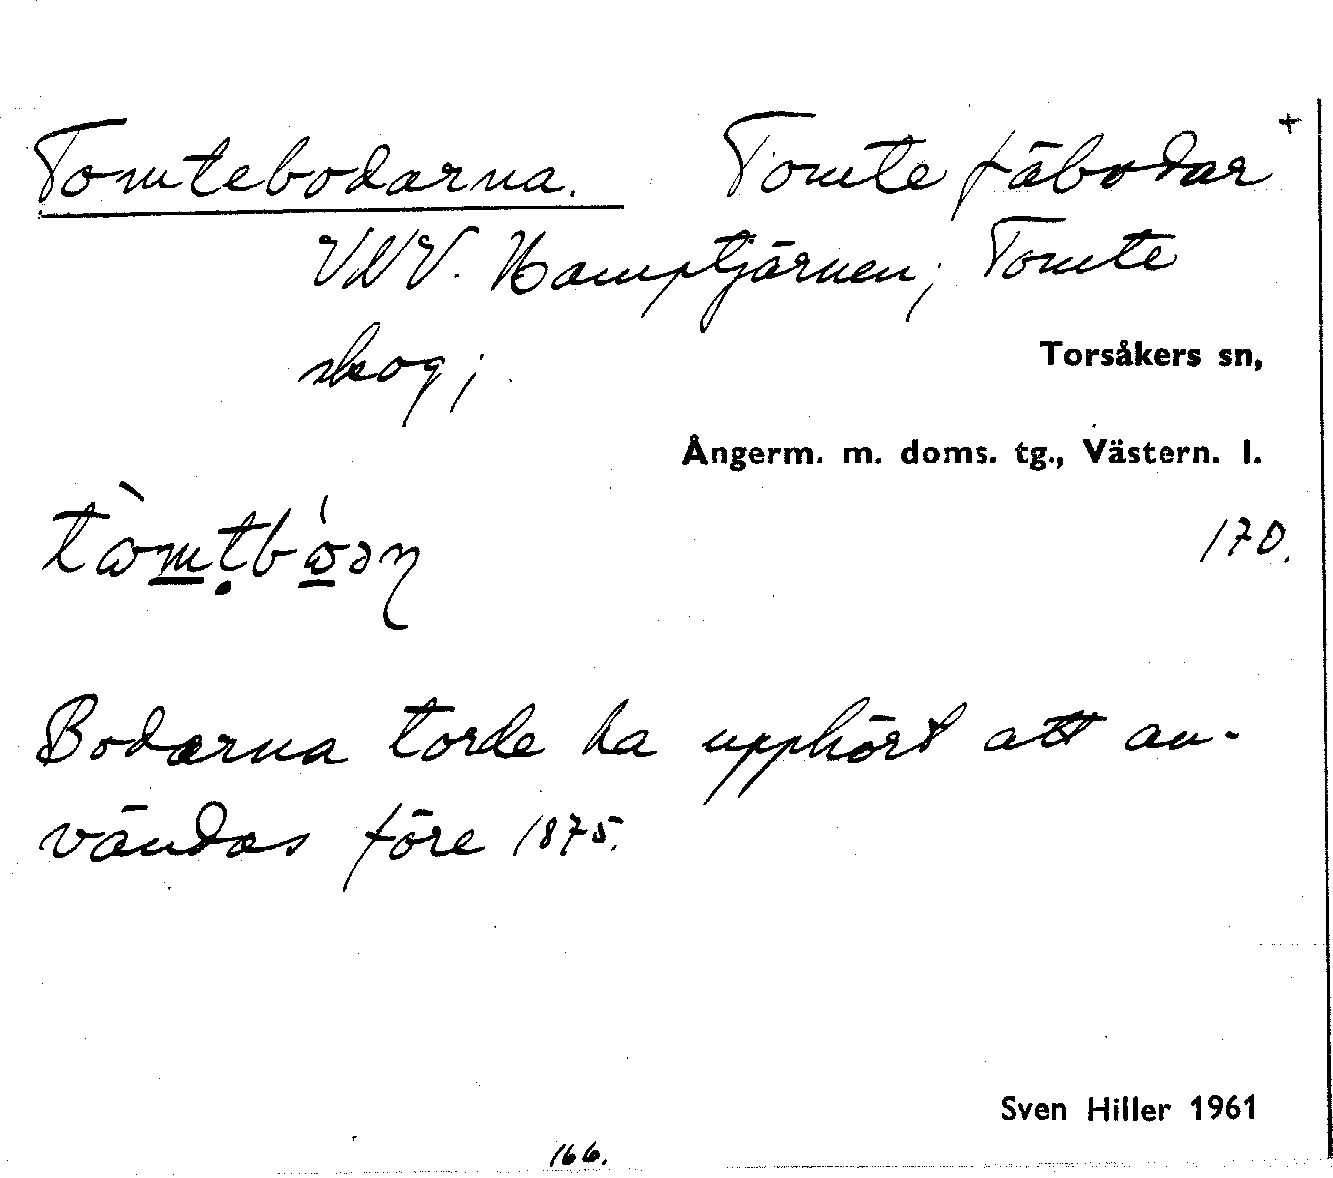 Tomtebodarna. Tomte fäbodar +
VNV. Hamptjärnen; Tomte
skog;
Torsåkers sn,
Ångerm. m. doms. tg., Västern. l.
170.
Bodarna torde ha upphört att an-
vändas före 1875.
Sven Hiller 1961
166.